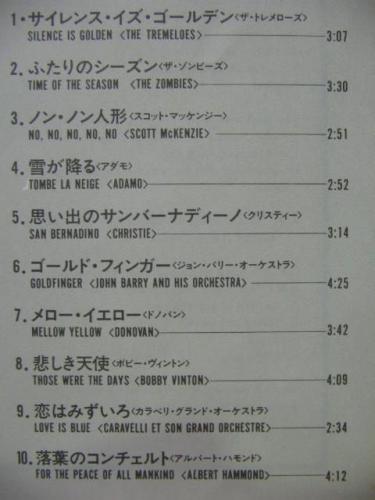 1・サイレンス・イズ・ゴールデン〈ザ・トレメローズ〉
SILENCE IS GOLDEN 〈THE TREMELOES〉 3:07
2. ふたりのシーズン〈ザ・ゾンビーズ〉
TIME OF THE SEASON 〈THE ZOMBIES〉 3:30
3. ノン・ノン人形〈スコット・マッケンジー〉
NO, NO, NO, NO, NO 〈SCOTT McKENZIE〉 2:51
4. 雪が降る〈アダモ〉
TOMBE LA NEIGE 〈ADAMO〉 2:52
5. 思い出のサンバーナディーノ〈クリスティー〉
SAN BERNADINO 〈CHRISTIE〉 3:14
6. ゴールド・フィンガー〈ジョン・バリー・オーケストラ〉
GOLDFINGER 〈JOHN BARRY AND HIS ORCHESTRA〉 4:25
7. メロー・イエロー〈ドノバン〉
MELLOW YELLOW 〈DONOVAN〉 3:42
8. 悲しき天使〈ボビー・ヴィントン〉
THOSE WERE THE DAYS 〈BOBBY VINTON〉 4:09
9. 恋はみずいろ〈カラベリ・グランド・オーケストラ〉
LOVE IS BLUE 〈CARAVELLI ET SON GRAND ORCHESTRE〉 2:34
10. 落葉のコンチェルト〈アルバート・ハモンド〉
FOR THE PEACE OF ALL MANKIND 〈ALBERT HAMMOND〉 4:12